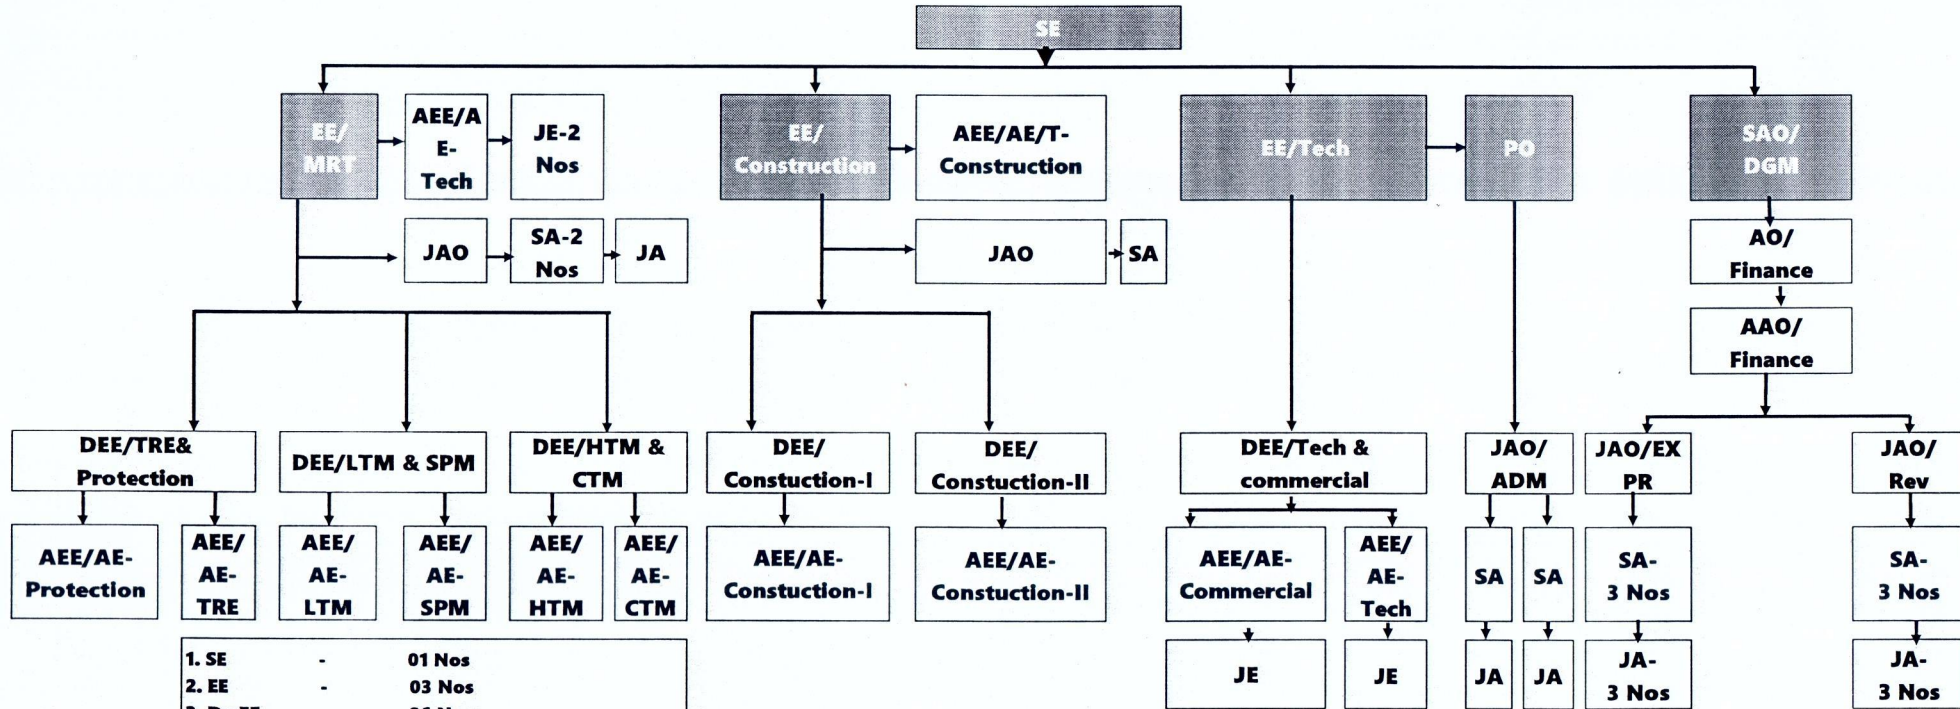 SE
EE/
MRT
AEE/A
E-
Tech
JE-2
Nos
EE/
Construction
AEE/AE/T-
Construction
EE/Tech
PO
SAO/
DGM
JAO
SA-2
Nos
JA
JAO
SA
AO/
Finance
AAO/
Finance
DEE/TRE&
Protection
DEE/LTM & SPM
DEE/HTM &
CTM
DEE/
Constuction-I
DEE/
Constuction-II
DEE/Tech &
commercial
JAO/
ADM
JAO/EX
PR
JAO/
Rev
AEE/AE-
Protection
AEE/
AE-
TRE
AEE/
AE-
LTM
AEE/
AE-
SPM
AEE/
AE-
HTM
AEE/
AE-
CTM
AEE/AE-
Constuction-I
AEE/AE-
Constuction-II
AEE/AE-
Commercial
AEE/
AE-
Tech
SA
SA
SA-
3 Nos
SA-
3 Nos
JE
JE
JA
JA
JA-
3 Nos
JA-
3 Nos
1. SE - 01 Nos
2. EE - 03 Nos